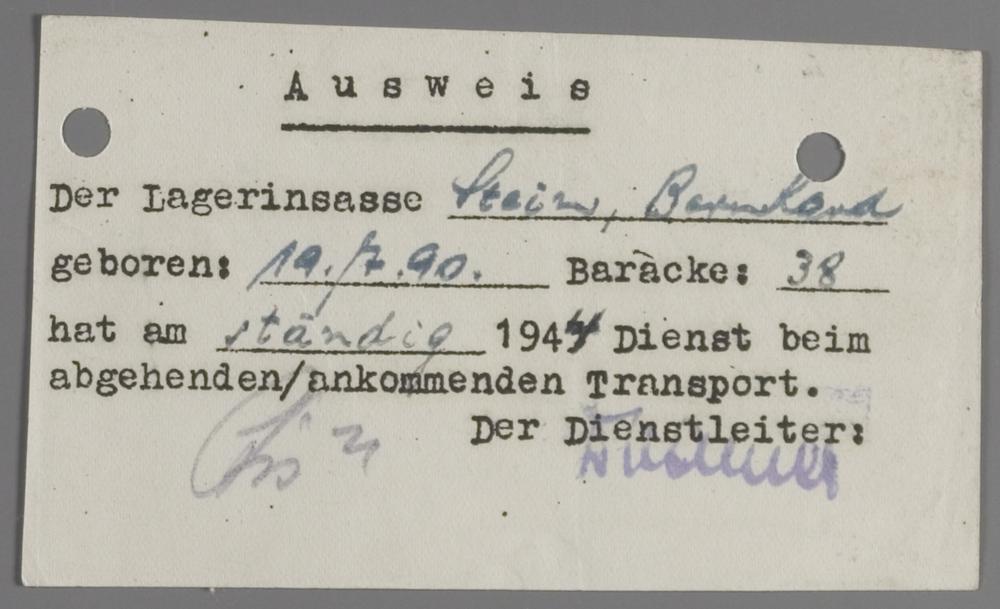 Ausweis
Der Lagerinsasse Stein, Bernhard
geboren: 19.7.90. Baracke: 38
hat am ständig 1944 Dienst beim
abgehenden/ankommenden Transport.
Der Dienstleiter: